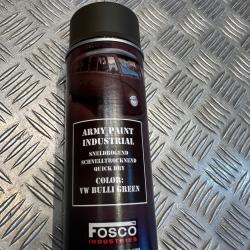 ARMY PAINT
INDUSTRIAL
SNELDROGEND
SCHNELLTROCKNEND
QUICK DRY
COLOR:
VW BULLI GREEN
FOSCO
INDUSTRIES